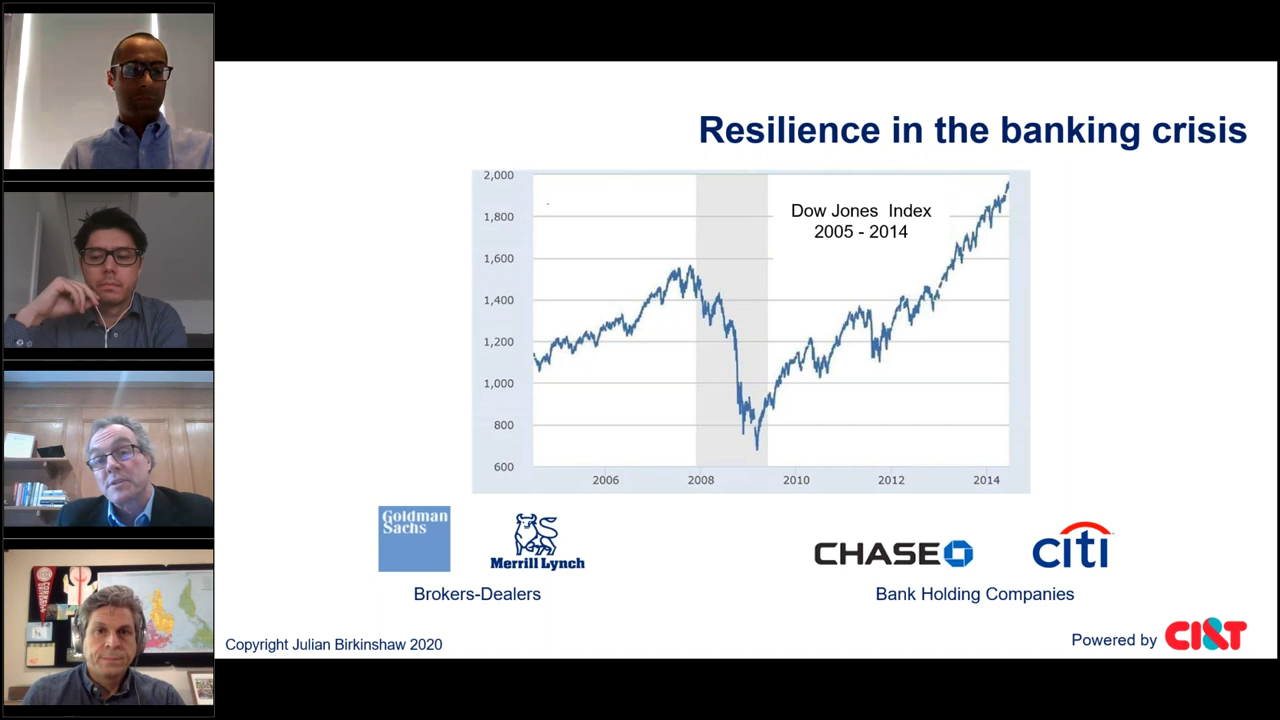 Resilience in the banking crisis
2,000
1,800
1,600
1,400
1,200
1,000
800
600
Dow Jones Index
2005 - 2014
2006
2008
2010
2012
2014
Goldman
Sachs
Merrill Lynch
CHASE
citi
Brokers-Dealers
Bank Holding Companies
Copyright Julian Birkinshaw 2020
Powered by CI&T